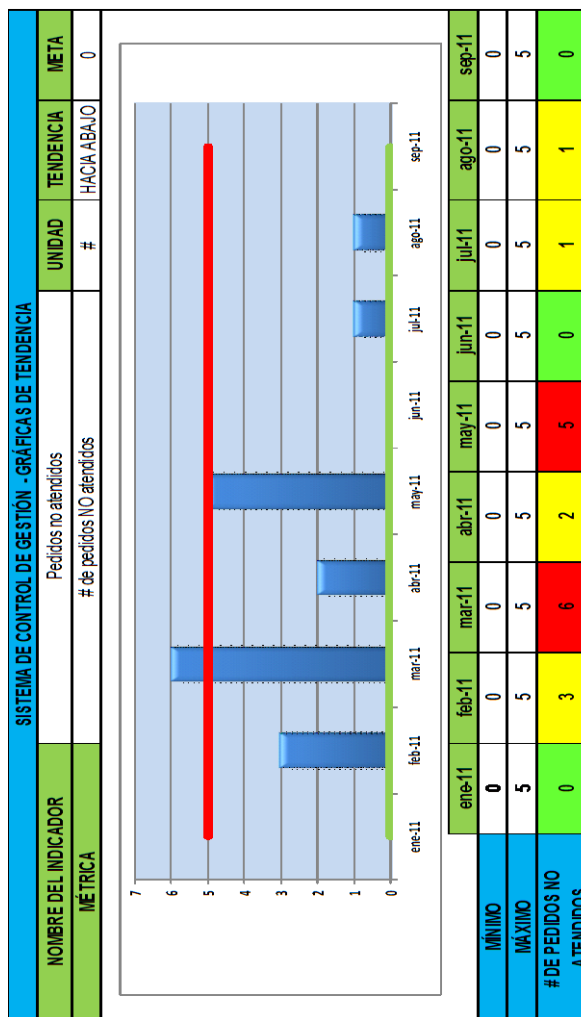 SISTEMA DE CONTROL DE GESTIÓN - GRÁFICAS DE TENDENCIA
NOMBRE DEL INDICADOR Pedidos no atendidos UNIDAD TENDENCIA META
MÉTRICA # de pedidos NO atendidos # HACIA ABAJO 0
7
6
5
4
3
2
1
0
ene-11 feb-11 mar-11 abr-11 may-11 jun-11 jul-11 ago-11 sep-11
ene-11 feb-11 mar-11 abr-11 may-11 jun-11 jul-11 ago-11 sep-11
MÍNIMO 0 0 0 0 0 0 0 0 0
MÁXIMO 5 5 5 5 5 5 5 5 5
# DE PEDIDOS NO 0 3 6 2 5 0 1 1 0
ATENDIDOS